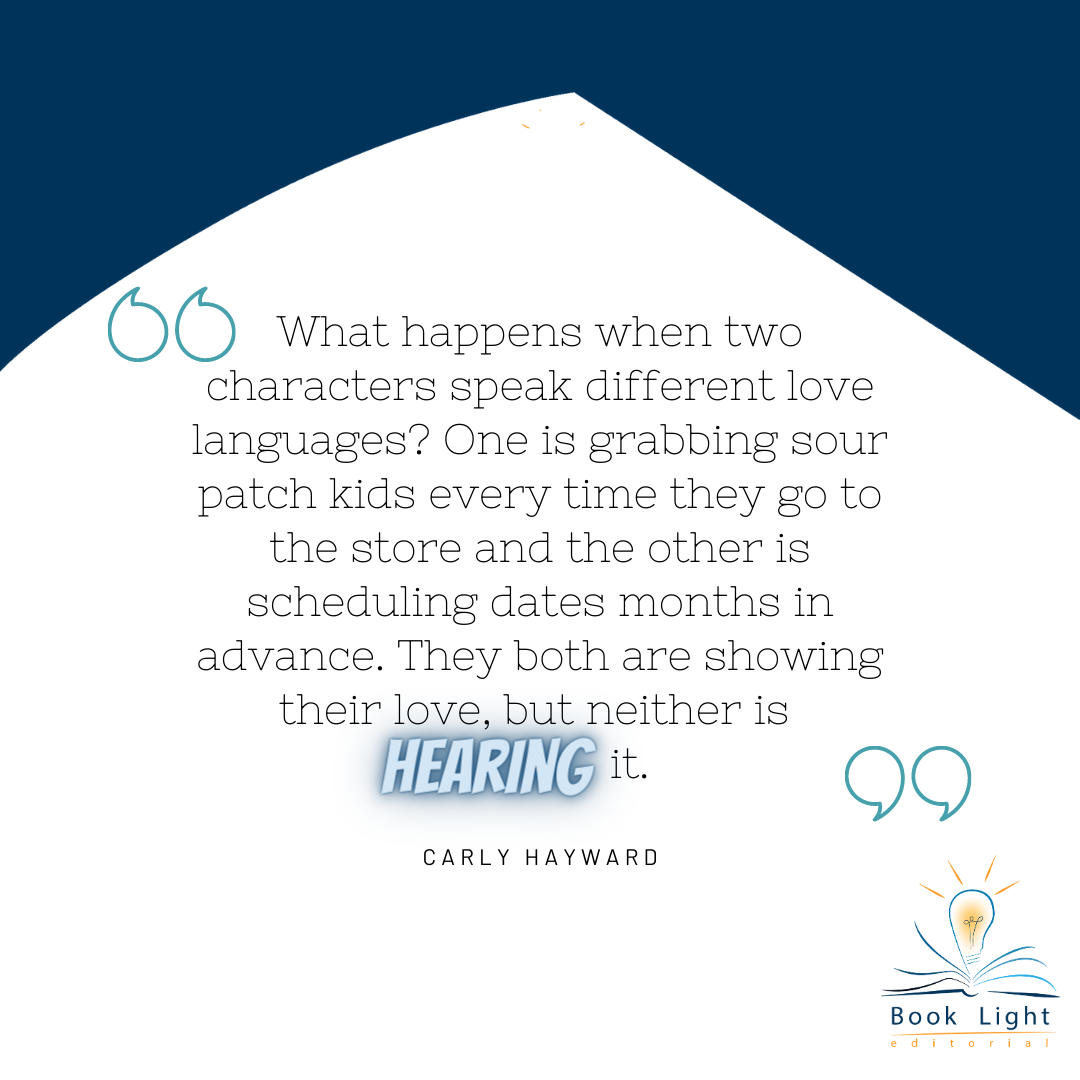 What happens when two
characters speak different love
languages? One is grabbing sour
patch kids every time they go to
the store and the other is
scheduling dates months in
advance. They both are showing
their love, but neither is
HEARING it.
CARLY HAYWARD
Book Light
editorial